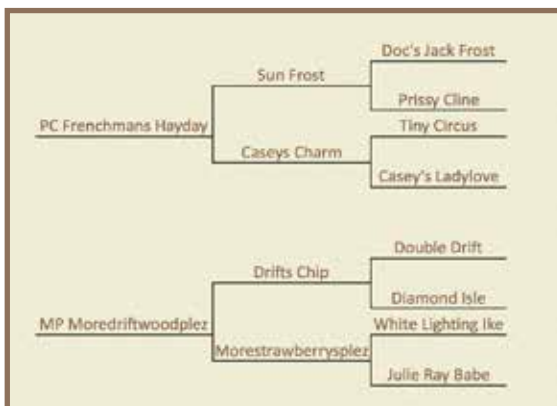 Doc's Jack Frost
Sun Frost
Prissy Cline
PC Frenchmans Hayday
Tiny Circus
Caseys Charm
Casey's Ladylove
Double Drift
Drifts Chip
Diamond Isle
MP Moredriftwoodplez
White Lighting Ike
Morestrawberrysplez
Julie Ray Babe